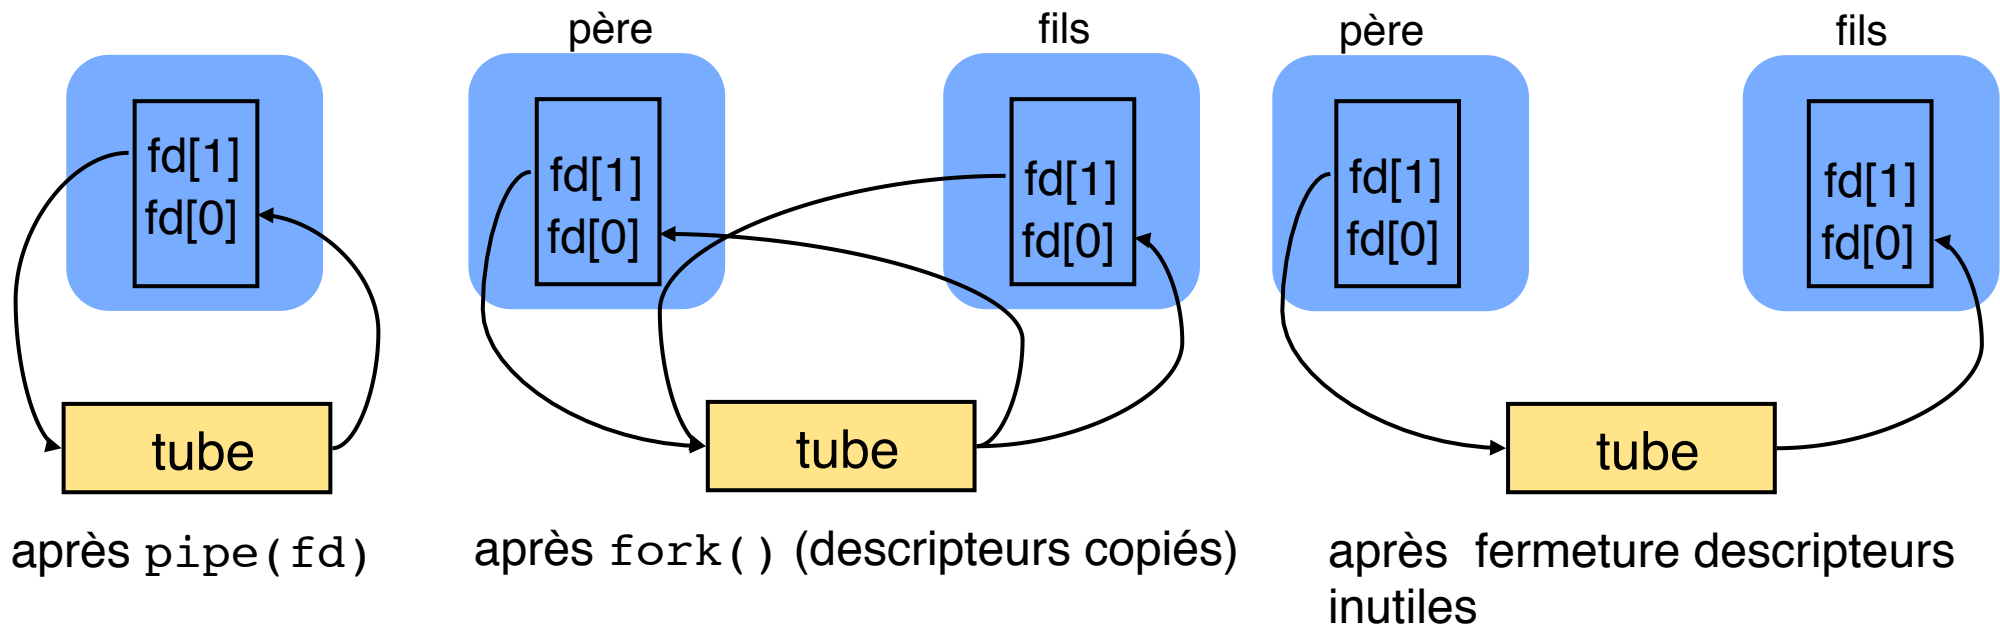 père
fils
père
fils
fd[1]
fd[0]
fd[1]
fd[0]
fd[1]
fd[0]
fd[1]
fd[0]
fd[1]
fd[0]
tube
tube
tube
après pipe(fd)
après fork() (descripteurs copiés)
après fermeture descripteurs
inutiles